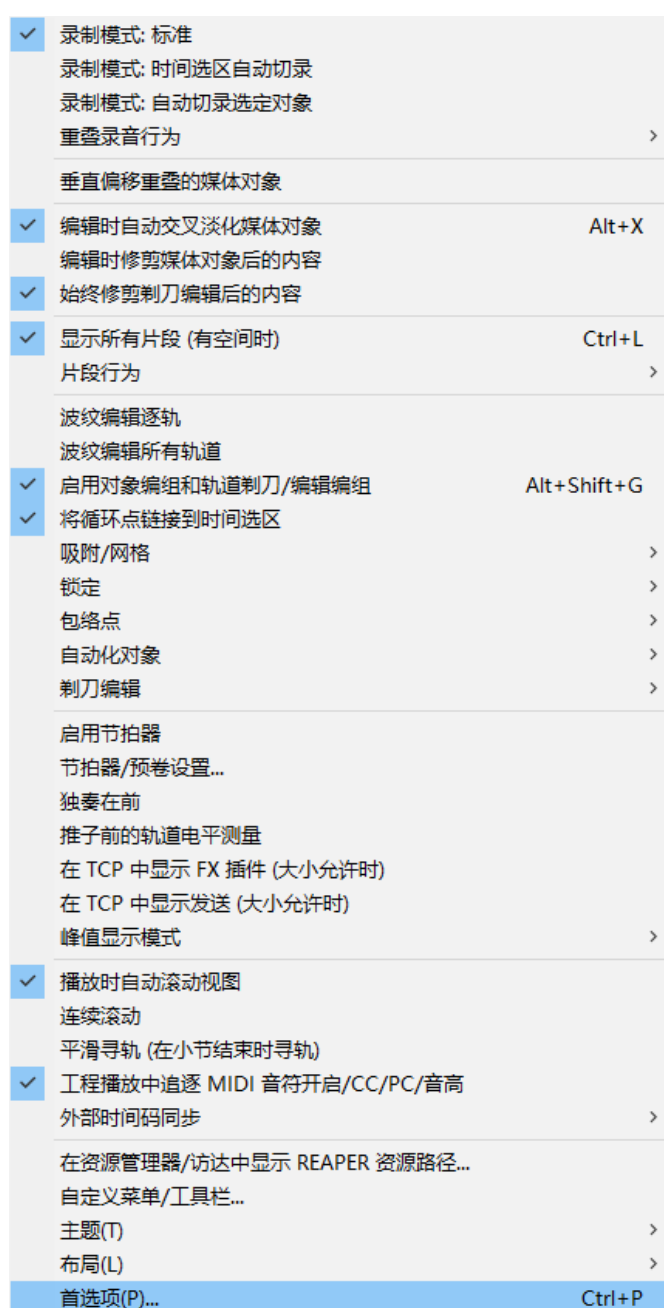 录制模式: 标准
录制模式: 时间选区自动切录
录制模式: 自动切录选定对象
重叠录音行为
垂直偏移重叠的媒体对象
编辑时自动交叉淡化媒体对象 Alt+X
编辑时修剪媒体对象后的内容
始终修剪剃刀编辑后的内容
显示所有片段 (有空间时) Ctrl+L
片段行为
波纹编辑逐轨
波纹编辑所有轨道
启用对象编组和轨道剃刀/编辑编组 Alt+Shift+G
将循环点链接到时间选区
吸附/网格
锁定
包络点
自动化对象
剃刀编辑
启用节拍器
节拍器/预卷设置...
独奏在前
推子前的轨道电平测量
在 TCP 中显示 FX 插件 (大小允许时)
在 TCP 中显示发送 (大小允许时)
峰值显示模式
播放时自动滚动视图
连续滚动
平滑寻轨 (在小节结束时寻轨)
工程播放中追逐 MIDI 音符开启/CC/PC/音高
外部时间码同步
在资源管理器/访达中显示 REAPER 资源路径...
自定义菜单/工具栏...
主题(T)
布局(L)
首选项(P)... Ctrl+P